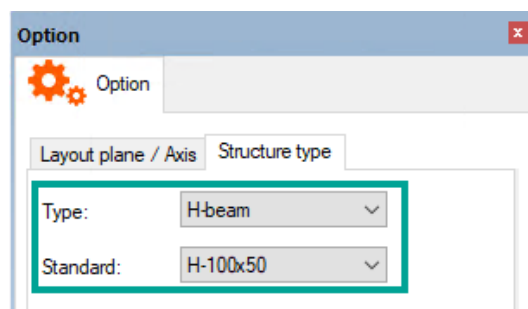 Option
Option
Layout plane / Axis Structure type
Type: H-beam
Standard: H-100x50